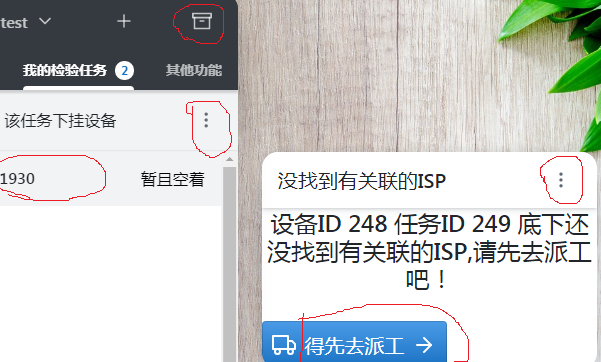 test
我的检验任务 2 其他功能
该任务下挂设备
1930 暂且空着
没找到有关联的ISP
设备ID 248 任务ID 249 底下还
没找到有关联的ISP,请先去派工
吧！
得先去派工